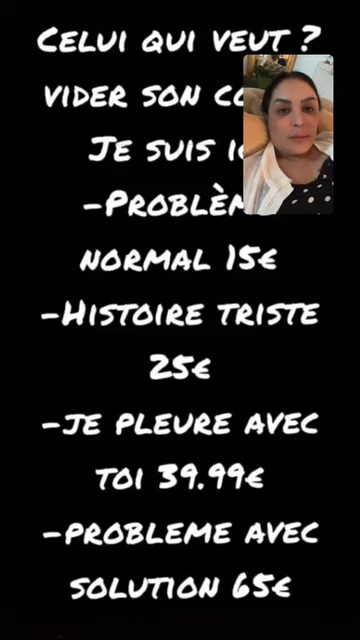 Celui qui veut ?
vider son
Je suis
-Problèm
normal 15€
-Histoire triste
25€
-je pleure avec
toi 39.99€
-probleme avec
solution 65€